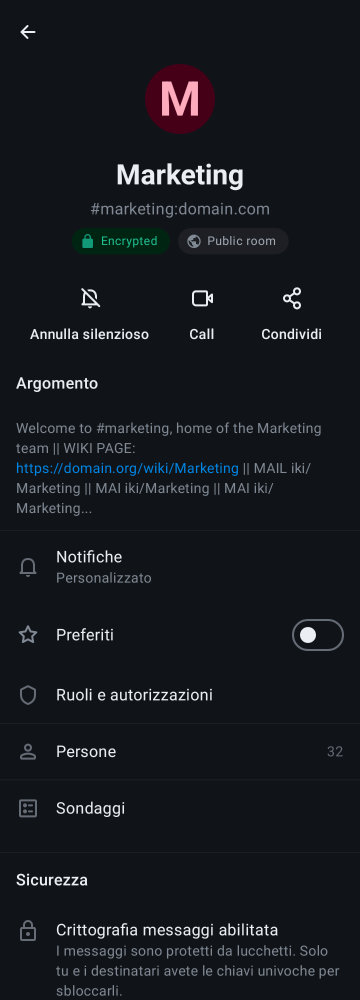 M
Marketing
#marketing:domain.com
Encrypted
Public room
Annulla silenzioso
Call
Condividi
Argomento
Welcome to #marketing, home of the Marketing
team || WIKI PAGE:
https://domain.org/wiki/Marketing || MAIL iki/
Marketing || MAI iki/Marketing || MAI iki/
Marketing...
Notifiche
Personalizzato
Preferiti
Ruoli e autorizzazioni
Persone
32
Sondaggi
Sicurezza
Crittografia messaggi abilitata
I messaggi sono protetti da lucchetti. Solo
tu e i destinatari avete le chiavi univoche per
sbloccarli.